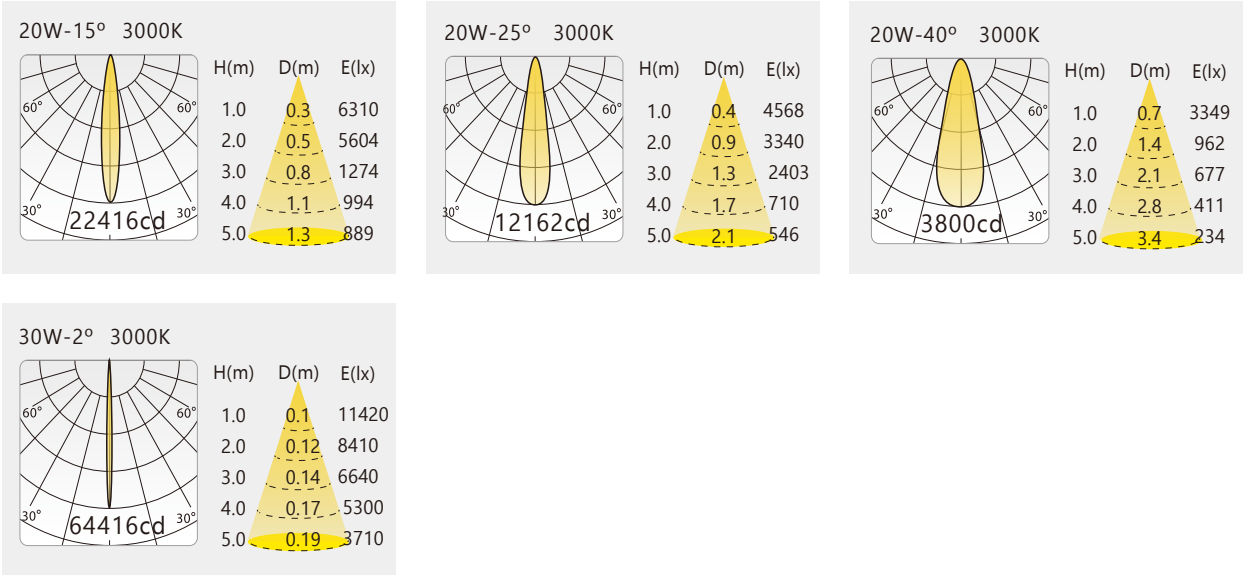 20W-15° 3000K
H(m) D(m) E(lx)
60° 60° 1.0 0.3 6310
2.0 0.5 5604
3.0 0.8 1274
30° 30° 4.0 1.1 994
22416cd
5.0 1.3 889
20W-25° 3000K
H(m) D(m) E(lx)
60° 60° 1.0 0.4 4568
2.0 0.9 3340
3.0 1.3 2403
30° 30° 4.0 1.7 710
12162cd
5.0 2.1 546
20W-40° 3000K
H(m) D(m) E(lx)
60° 60° 1.0 0.7 3349
2.0 1.4 962
3.0 2.1 677
30° 30° 4.0 2.8 411
3800cd
5.0 3.4 234
30W-2° 3000K
H(m) D(m) E(lx)
60° 60° 1.0 0.1 11420
2.0 0.12 8410
3.0 0.14 6640
30° 30° 4.0 0.17 5300
64416cd
5.0 0.19 3710